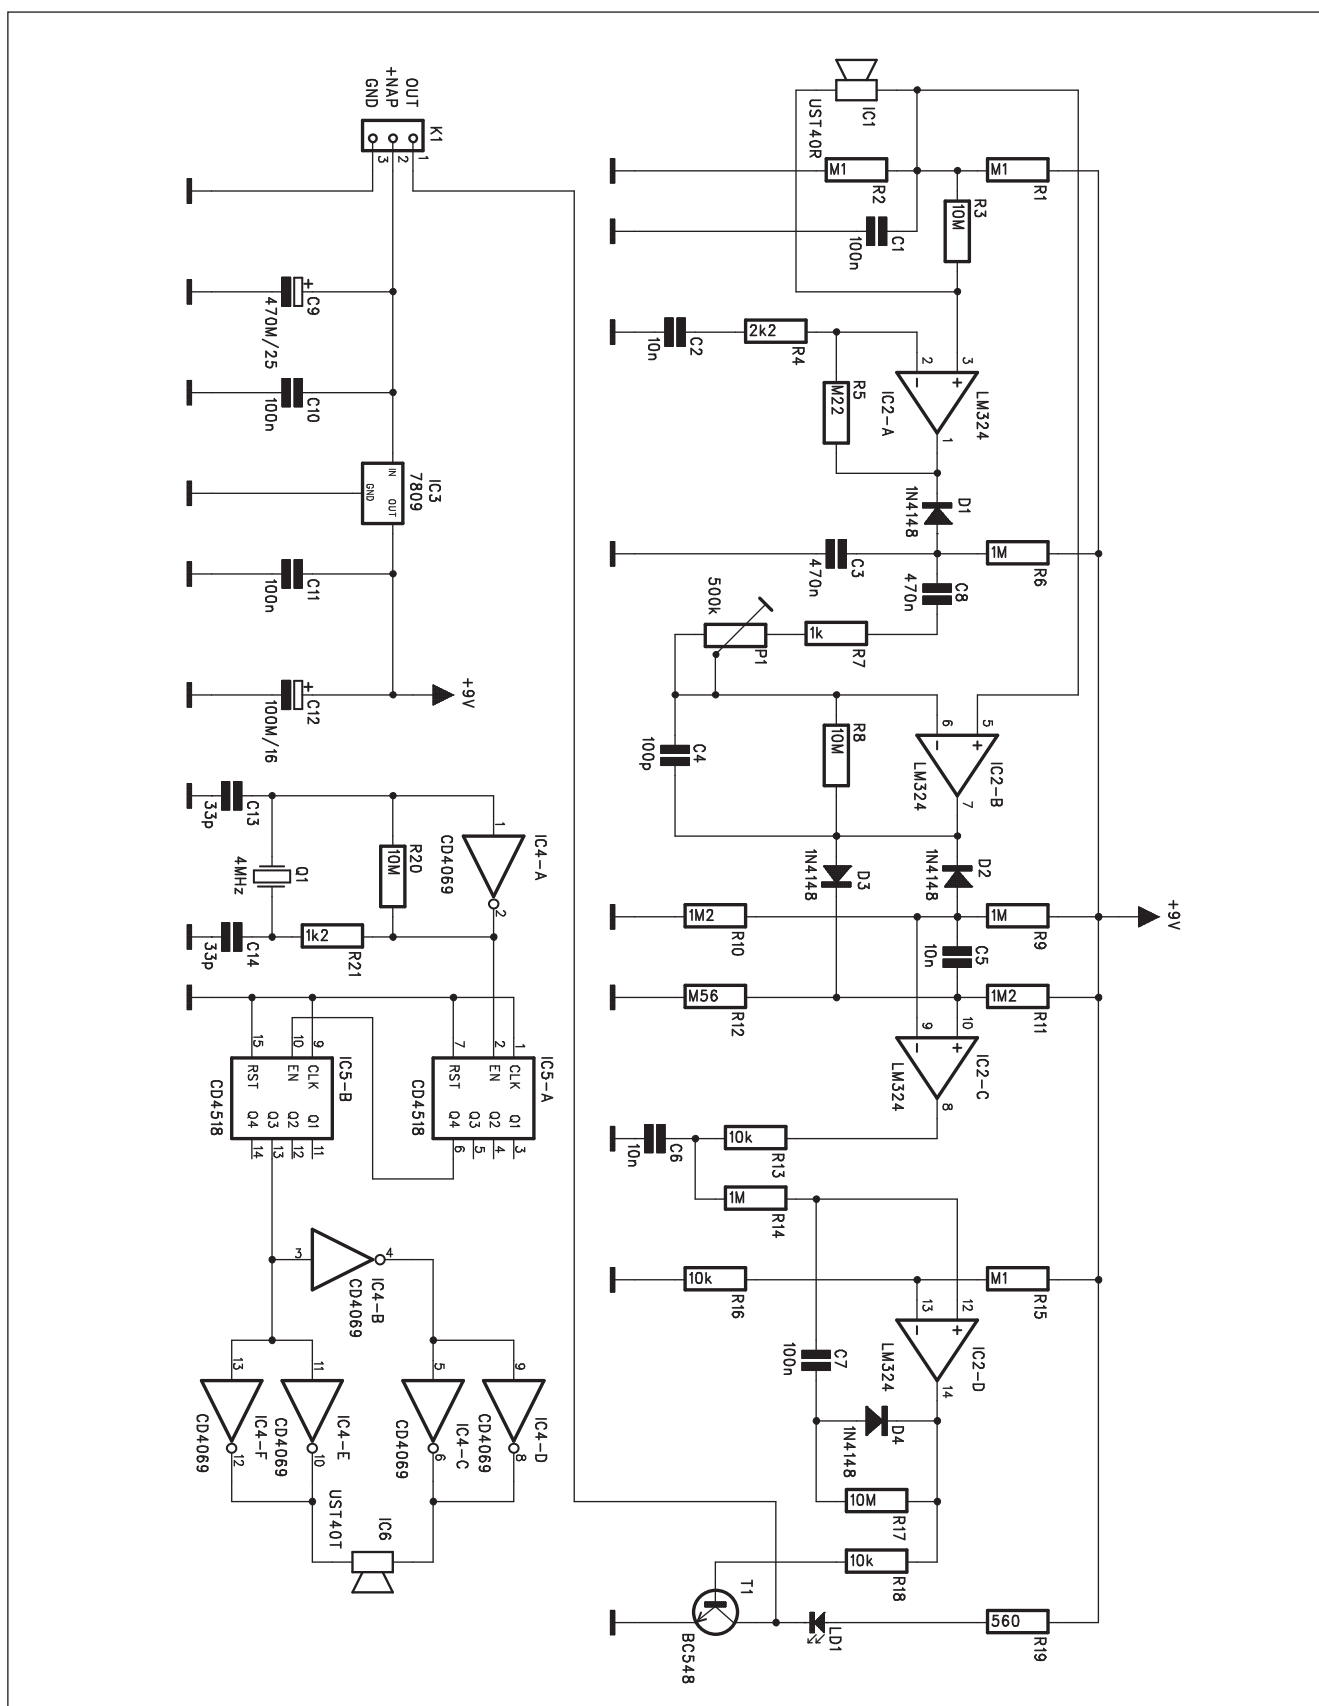 OUT
+NAP
GND
K1
1
2
3
C9
470M/25
C10
100n
IC3
7809
IN
GND
OUT
C11
100n
+9V
C12
100M/16
C13
33p
Q1
4MHz
C14
33p
R20
10M
R21
1k2
IC4-A
CD4069
1
2
IC5-A
CD4518
1
2
7
CLK
EN
RST
Q1
Q2
Q3
Q4
3
4
5
6
IC5-B
CD4518
9
10
15
CLK
EN
RST
Q1
Q2
Q3
Q4
11
12
13
14
IC4-B
CD4069
3
4
IC4-F
CD4069
13
12
IC4-E
CD4069
11
10
IC4-C
CD4069
5
6
IC4-D
CD4069
9
8
IC6
UST40T
IC1
UST40R
R1
M1
R2
M1
R3
10M
C1
100n
C2
10n
R4
2k2
R5
M22
IC2-A
LM324
3
2
1
+
−
D1
1N4148
R6
1M
C3
470n
C8
470n
R7
1k
P1
500k
R8
10M
C4
100p
IC2-B
LM324
5
6
7
+
−
D2
1N4148
D3
1N4148
+9V
R9
1M
R10
1M2
C5
10n
R11
1M2
R12
M56
IC2-C
LM324
10
9
8
+
−
R13
10k
C6
10n
R14
1M
R15
M1
R16
10k
IC2-D
LM324
12
13
14
+
−
C7
100n
D4
1N4148
R17
10M
R18
10k
T1
BC548
LD1
R19
560